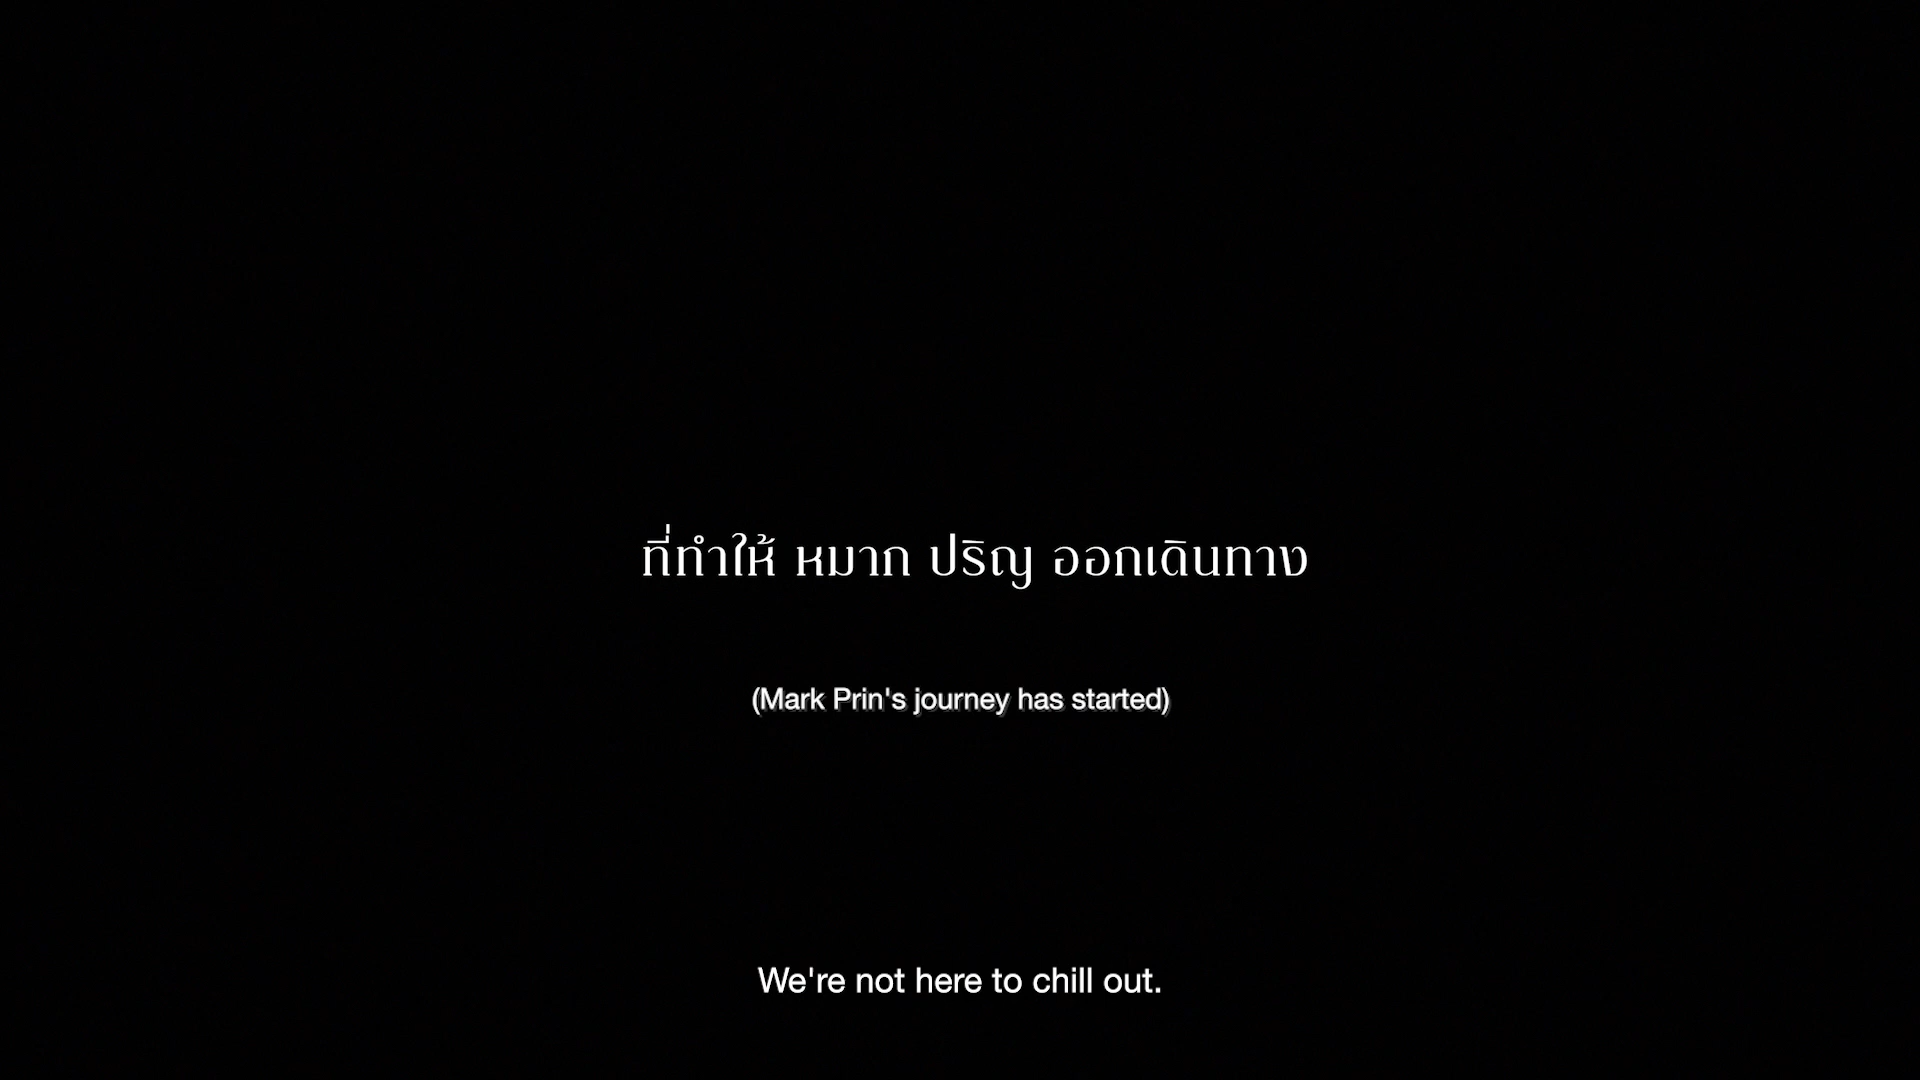 ที่ทำให้ หมาก ปริญ ออกเดินทาง
(Mark Prin's journey has started)
We're not here to chill out.